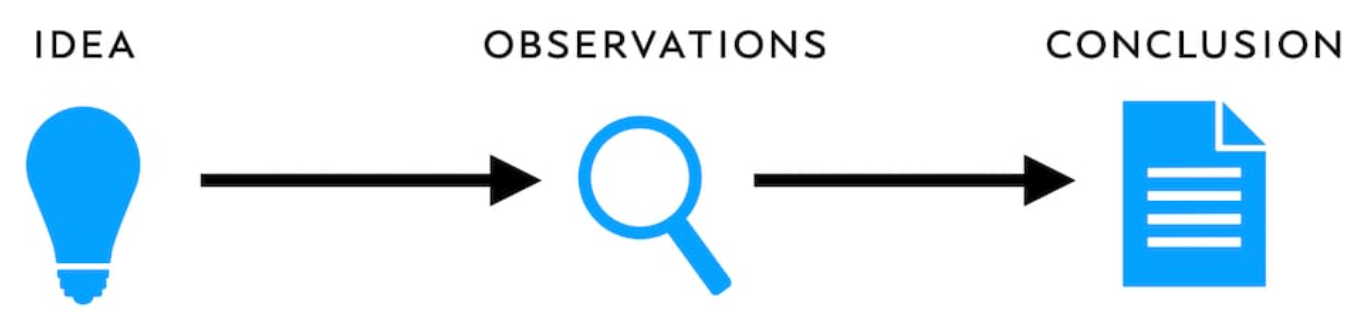 IDEA
OBSERVATIONS
CONCLUSION